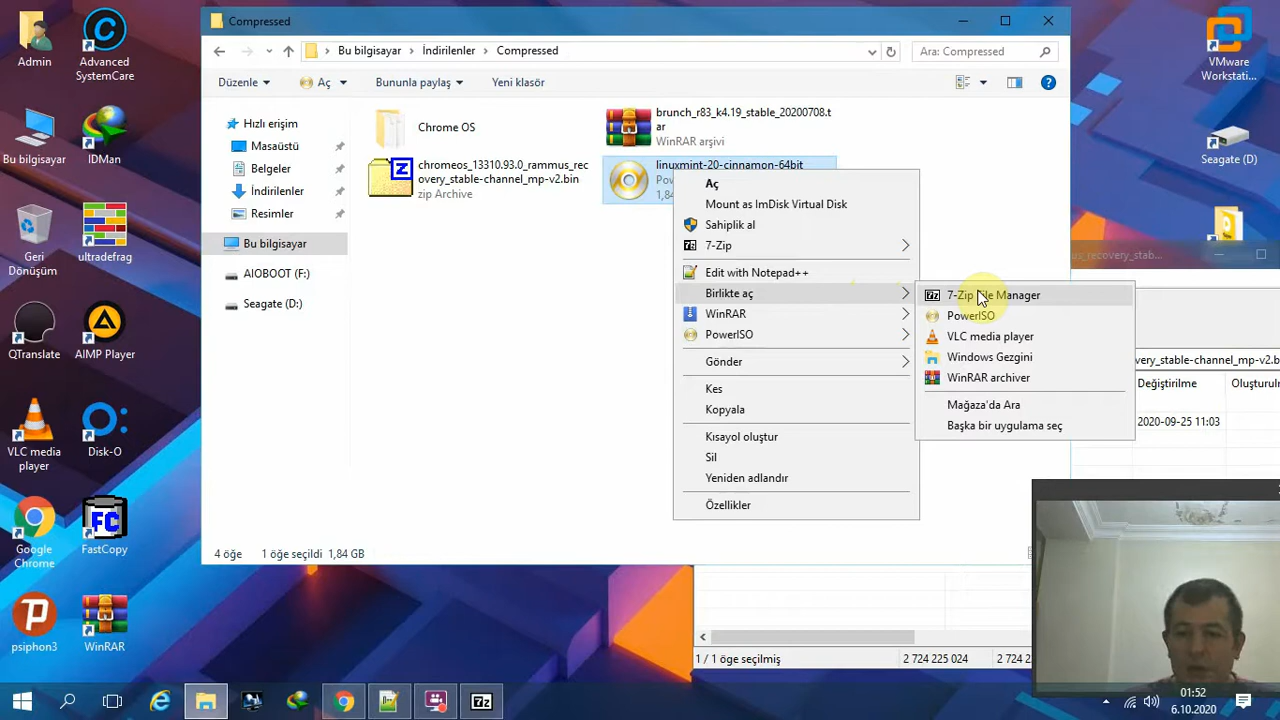 Admin
Advanced
SystemCare
Bu bilgisayar
IDMan
Geri
Dönüşüm
ultradefrag
QTranslate
AIMP Player
VLC media
player
Disk-O
Google
Chrome
FastCopy
psiphon3
WinRAR
VMware
Workstati...
Seagate (D)
Compressed
Bu bilgisayar
İndirilenler
Compressed
Ara: Compressed
Düzenle
Aç
Bununla paylaş
Yeni klasör
Hızlı erişim
Masaüstü
Belgeler
İndirilenler
Resimler
Bu bilgisayar
AIOBOOT (F:)
Seagate (D:)
Chrome OS
brunch_r83_k4.19_stable_20200708.t
ar
WinRAR arşivi
chromeos_13310.93.0_rammus_rec
overy_stable-channel_mp-v2.bin
zip Archive
linuxmint-20-cinnamon-64bit
Pow
1,84
Aç
Mount as ImDisk Virtual Disk
Sahiplik al
7-Zip
Edit with Notepad++
Birlikte aç
WinRAR
PowerISO
Gönder
Kes
Kopyala
Kısayol oluştur
Sil
Yeniden adlandır
Özellikler
7-Zip File Manager
PowerISO
VLC media player
Windows Gezgini
WinRAR archiver
Mağaza'da Ara
Başka bir uygulama seç
us_recovery_stab...
very_stable-channel_mp-v2.b
Değiştirilme
Oluşturul
2020-09-25 11:03
4 öğe
1 öğe seçildi 1,84 GB
1 / 1 öge seçilmiş
2 724 225 024
2 72
01:52
6.10.2020